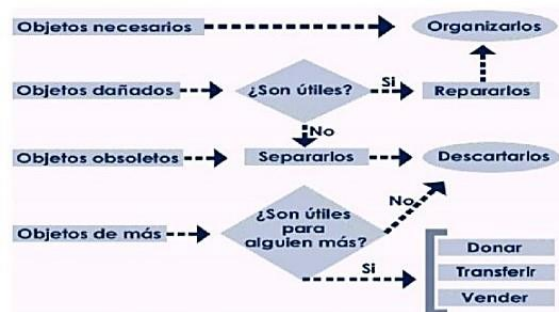 Objetos necesarios
Organizarlos
Objetos dañados
¿Son útiles?
Si
Repararlos
No
Objetos obsoletos
Separarlos
Descartarlos
Objetos de más
¿Son útiles
para
alguien más?
No
Si
Donar
Transferir
Vender